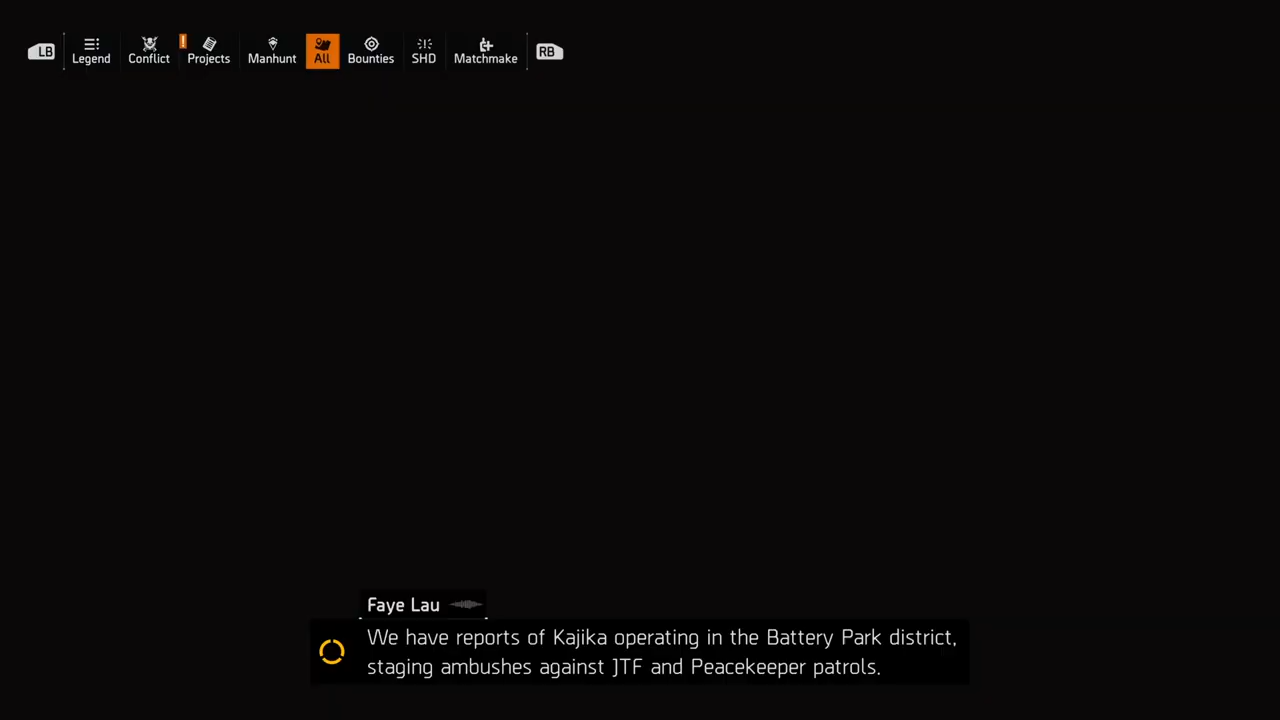 LB Legend Conflict ! Projects Manhunt All Bounties SHD Matchmake RB
Faye Lau
We have reports of Kajika operating in the Battery Park district,
staging ambushes against JTF and Peacekeeper patrols.